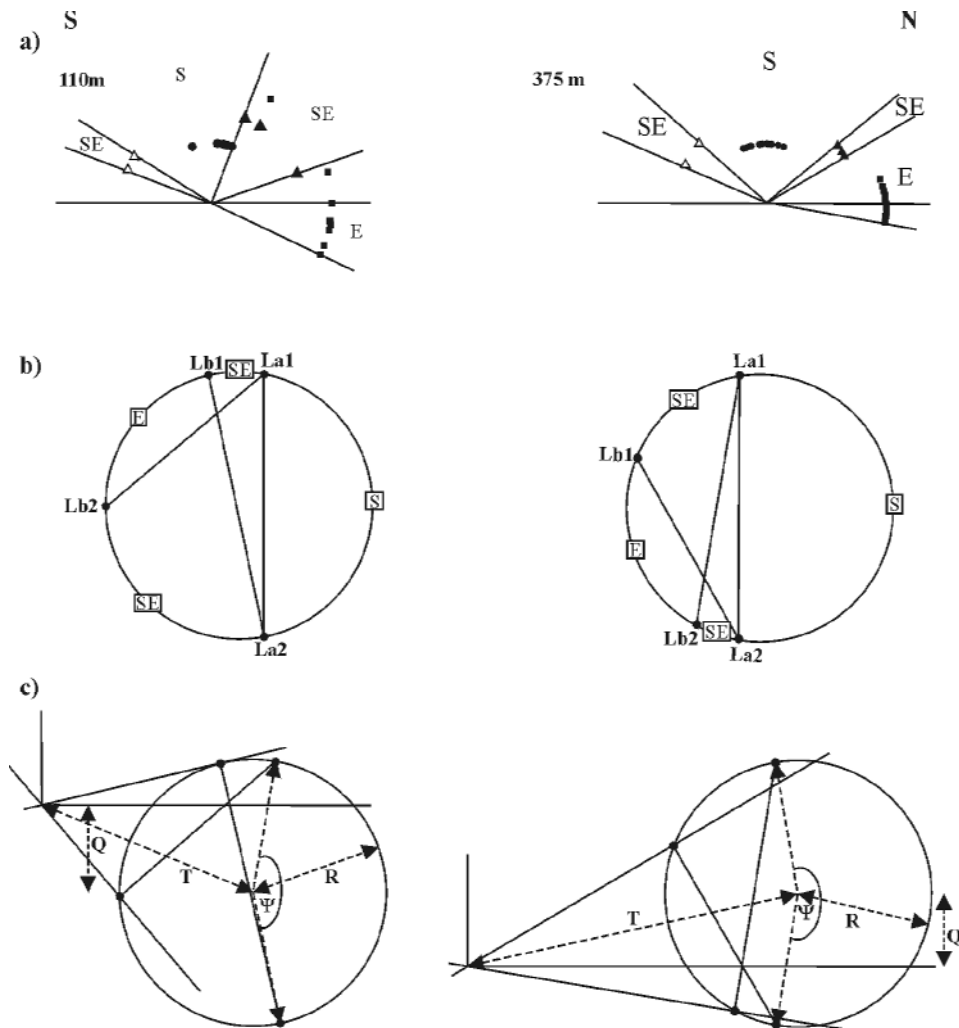 S N
a)
110m S SE SE E
375 m S SE SE E
b)
Lb1 SE La1
E
Lb2 S
SE
La2
La1
SE
Lb1
S
E
Lb2 SE La2
c)
Q T R Ψ
T Ψ R Q